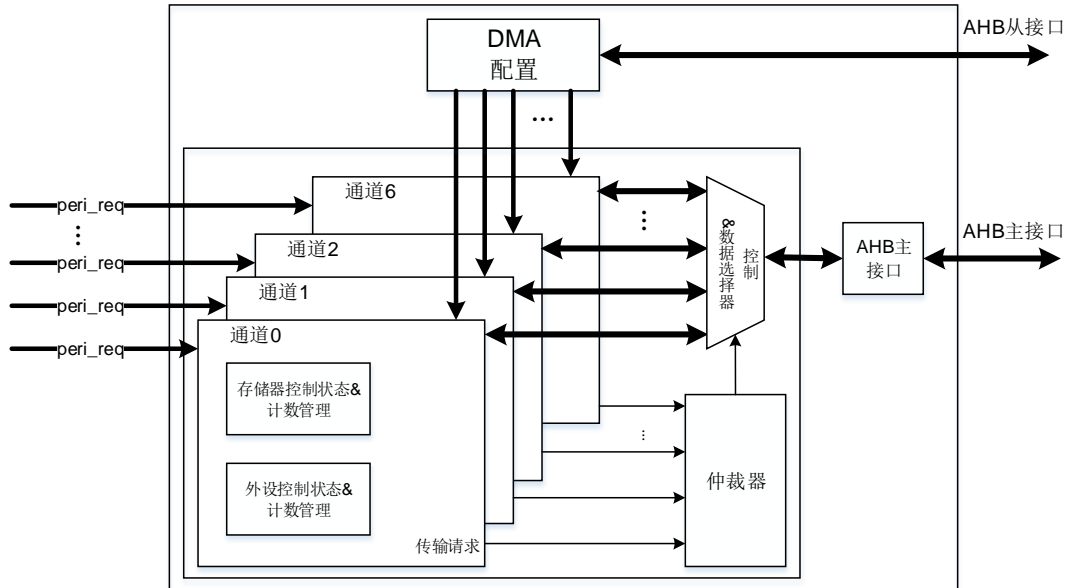 DMA
配置
AHB从接口
...
通道6
peri_req
...
通道2
peri_req
通道1
peri_req
通道0
peri_req
...
控制
&数据选择器
AHB主
接口
AHB主接口
存储器控制状态&
计数管理
...
外设控制状态&
计数管理
仲裁器
传输请求